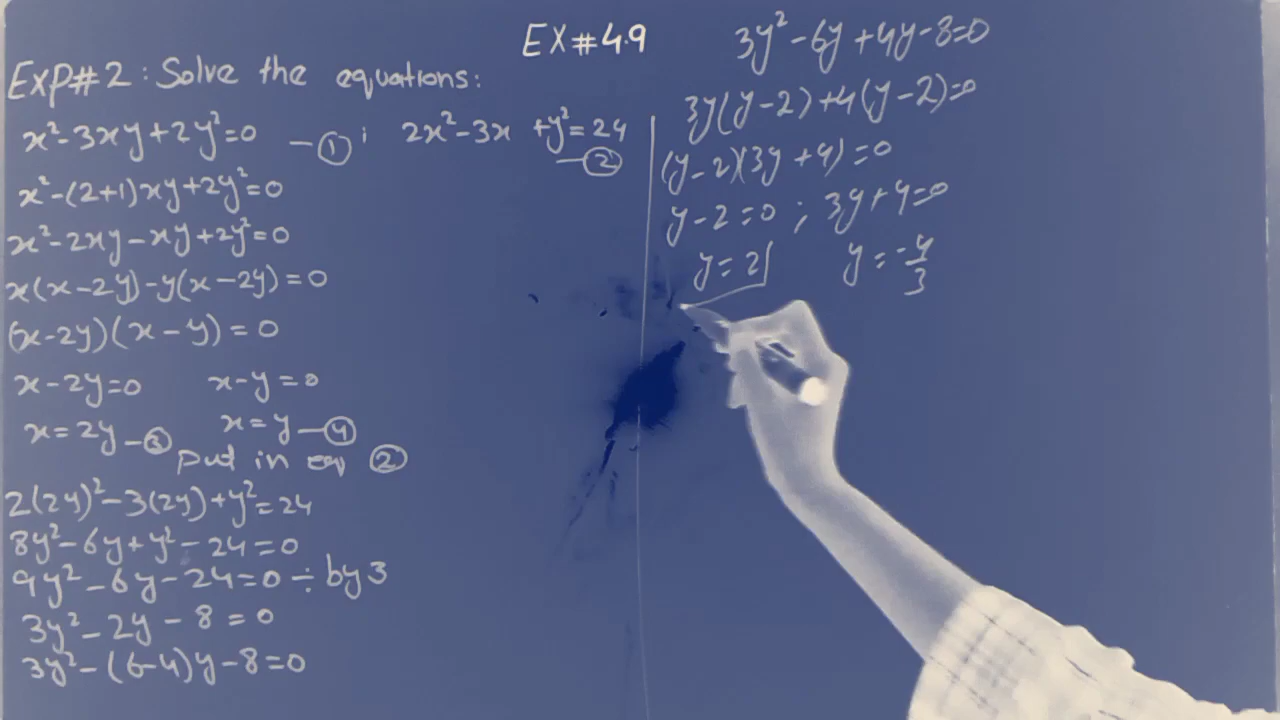 EX#4.9
EXP#2: Solve the equations:
x²-3xy+2y²=0 —① ; 2x²-3x+y²=24 —②
x²-(2+1)xy+2y²=0
x²-2xy-xy+2y²=0
x(x-2y)-y(x-2y)=0
(x-2y)(x-y)=0
x-2y=0 x-y=0
x=2y—③ x=y—④
put in eq ②
2(2y)²-3(2y)+y²=24
8y²-6y+y²-24=0
9y²-6y-24=0 ÷ by 3
3y²-2y-8=0
3y²-(6-4)y-8=0
3y²-6y+4y-8=0
3y(y-2)+4(y-2)=0
(y-2)(3y+4)=0
y-2=0 ; 3y+4=0
y=2 y=-4/3